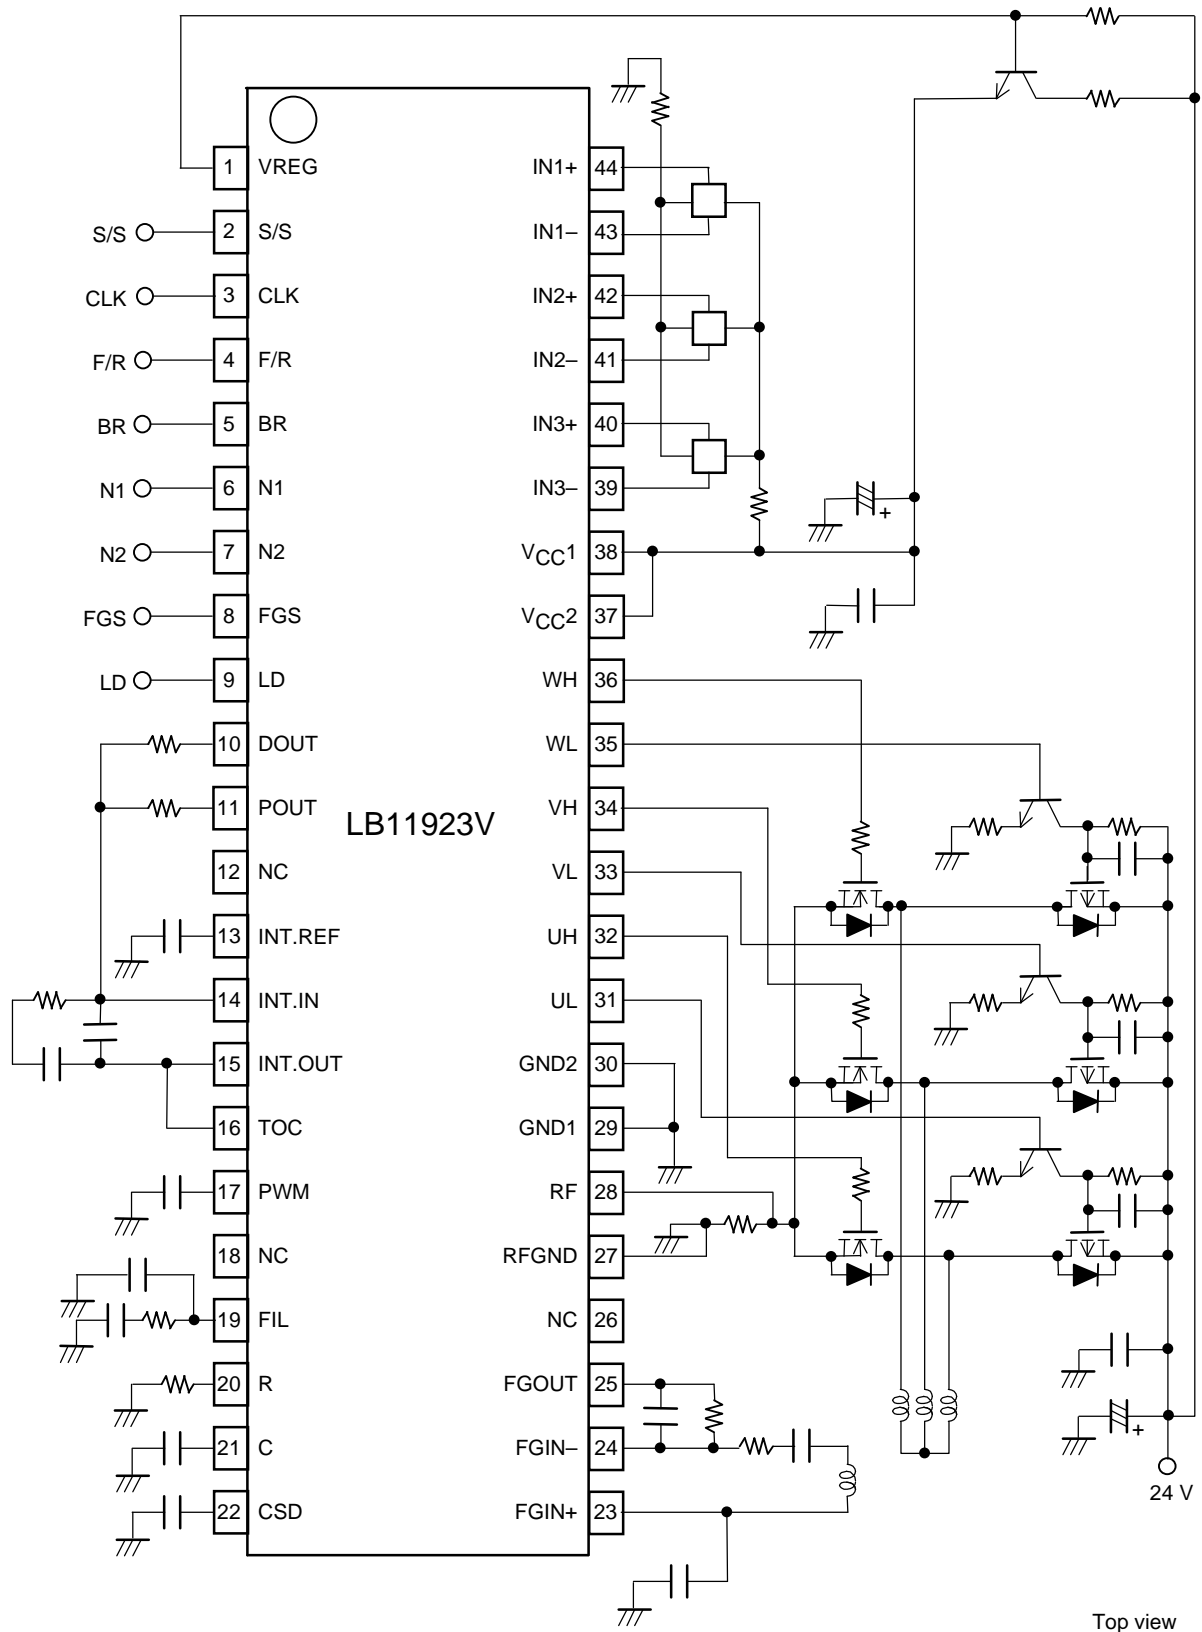 1 VREG IN1+ 44
S/S 2 S/S IN1– 43
CLK 3 CLK IN2+ 42
F/R 4 F/R IN2– 41
BR 5 BR IN3+ 40
N1 6 N1 IN3– 39
+
N2 7 N2 VCC1 38
FGS 8 FGS VCC2 37
LD 9 LD WH 36
10 DOUT WL 35
11 POUT VH 34
LB11923V
12 NC VL 33
13 INT.REF UH 32
14 INT.IN UL 31
15 INT.OUT GND2 30
16 TOC GND1 29
17 PWM RF 28
18 NC RFGND 27
19 FIL NC 26
20 R FGOUT 25
+
21 C FGIN– 24
24 V
22 CSD FGIN+ 23
Top view